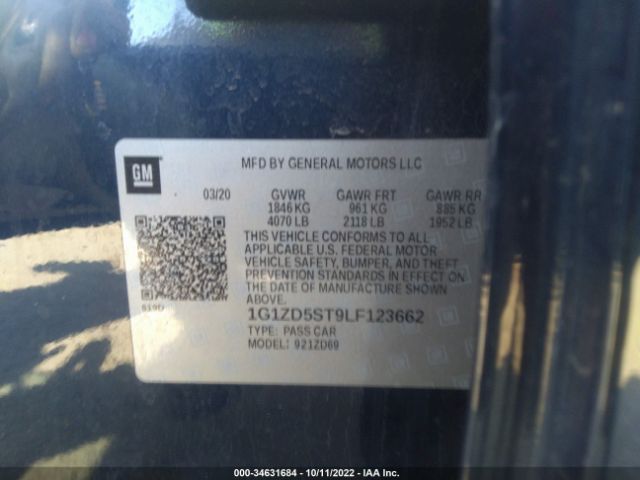 GM
MFD BY GENERAL MOTORS LLC
03/20 GVWR GAWR FRT GAWR RR
1846 KG 961 KG 885 KG
4070 LB 2118 LB 1952 LB
THIS VEHICLE CONFORMS TO ALL
APPLICABLE U.S. FEDERAL MOTOR
VEHICLE SAFETY, BUMPER, AND THEFT
PREVENTION STANDARDS IN EFFECT ON
THE DATE OF MANUFACTURE SHOWN
ABOVE.
1G1ZD5ST9LF123662
TYPE: PASS CAR
MODEL: 921ZD69
000-34631684 - 10/11/2022 - IAA Inc.